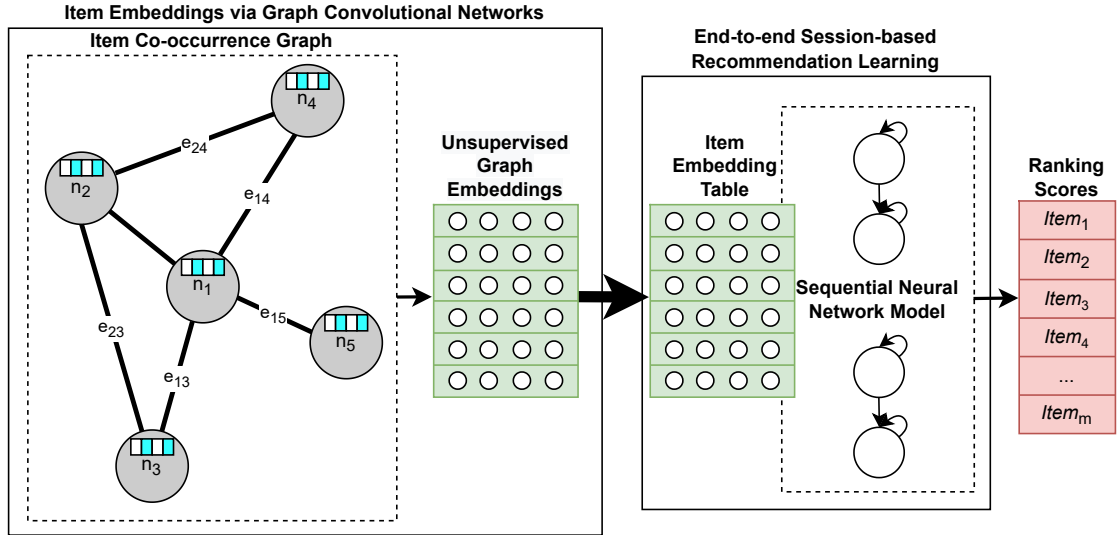 Item Embeddings via Graph Convolutional Networks
Item Co-occurrence Graph
n4
e24
n2
e14
n1
e15
e23
n5
e13
n3
Unsupervised
Graph
Embeddings
End-to-end Session-based
Recommendation Learning
Item
Embedding
Table
Sequential Neural
Network Model
Ranking
Scores
Item1
Item2
Item3
Item4
...
Itemm